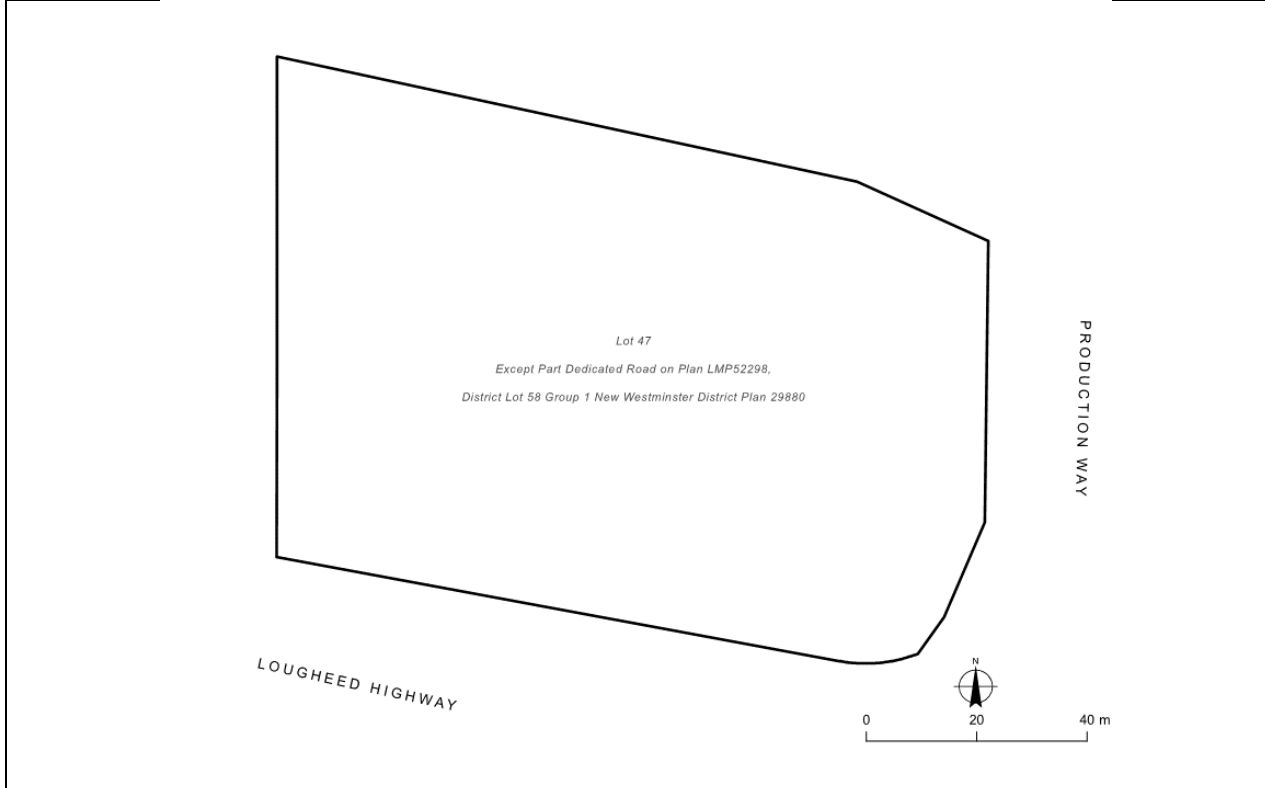 Lot 47
Except Part Dedicated Road on Plan LMP52298,
District Lot 58 Group 1 New Westminster District Plan 29880
PRODUCTION WAY
LOUGHEED HIGHWAY
N
0 20 40 m